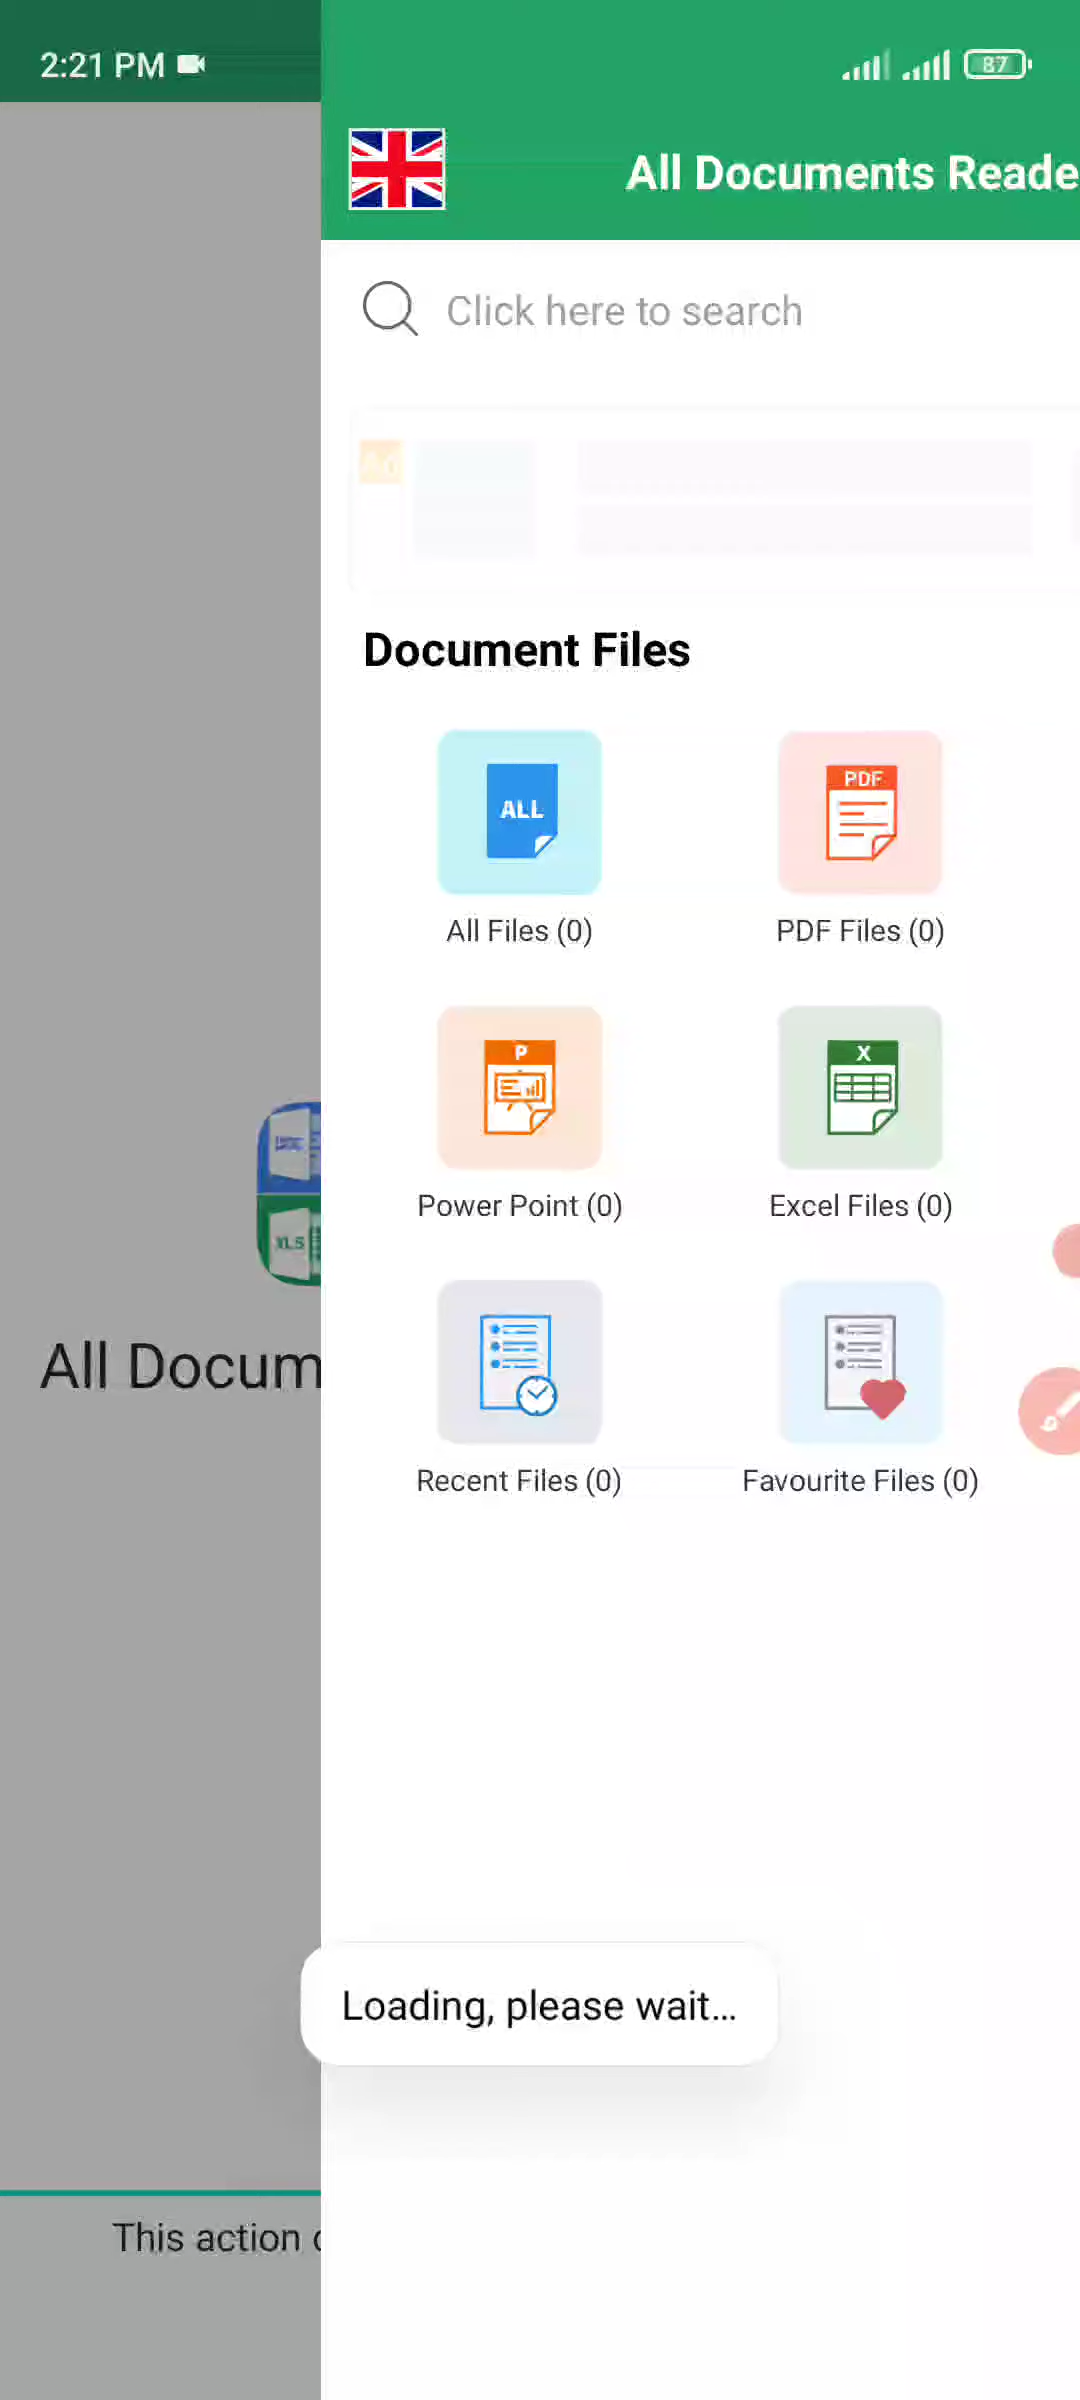 2:21 PM
87
All Documents Reade
Click here to search
Document Files
ALL
PDF
All Files (0)
PDF Files (0)
P
X
Power Point (0)
Excel Files (0)
XLS
All Docum
Recent Files (0)
Favourite Files (0)
Loading, please wait...
This action